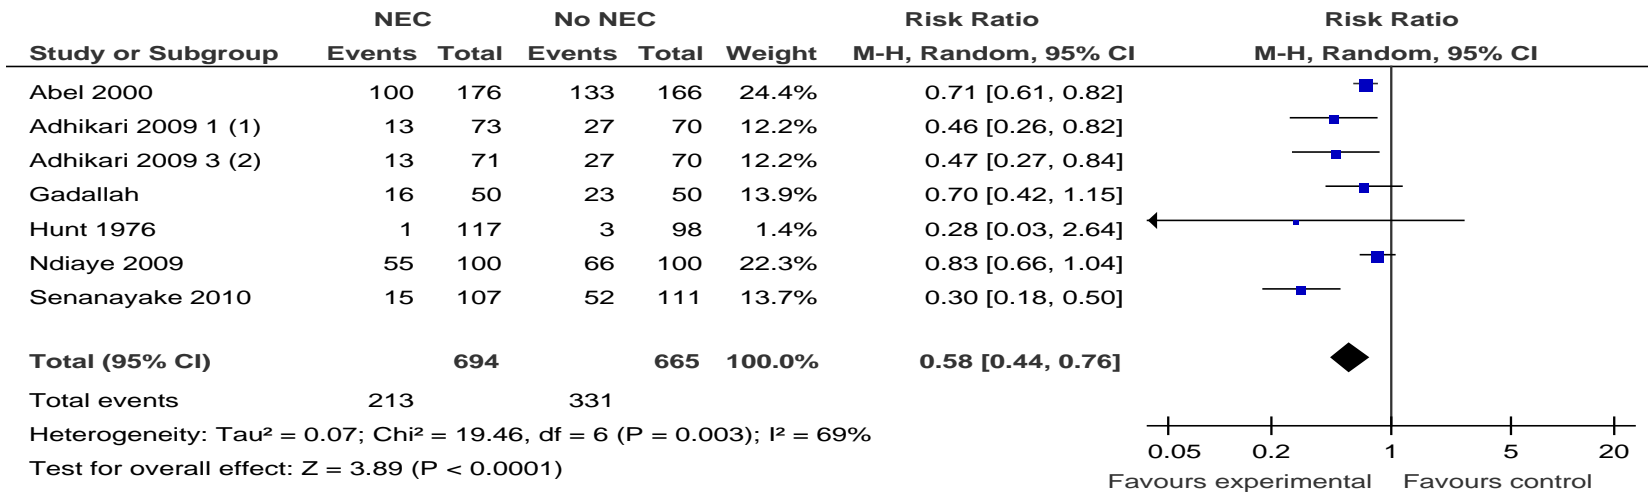 NEC No NEC Risk Ratio Risk Ratio
Study or Subgroup Events Total Events Total Weight M-H, Random, 95% CI M-H, Random, 95% CI
Abel 2000 100 176 133 166 24.4% 0.71 [0.61, 0.82]
Adhikari 2009 1 (1) 13 73 27 70 12.2% 0.46 [0.26, 0.82]
Adhikari 2009 3 (2) 13 71 27 70 12.2% 0.47 [0.27, 0.84]
Gadallah 16 50 23 50 13.9% 0.70 [0.42, 1.15]
Hunt 1976 1 117 3 98 1.4% 0.28 [0.03, 2.64]
Ndiaye 2009 55 100 66 100 22.3% 0.83 [0.66, 1.04]
Senanayake 2010 15 107 52 111 13.7% 0.30 [0.18, 0.50]
Total (95% CI) 694 665 100.0% 0.58 [0.44, 0.76]
Total events 213 331
Heterogeneity: Tau² = 0.07; Chi² = 19.46, df = 6 (P = 0.003); I² = 69%
Test for overall effect: Z = 3.89 (P < 0.0001)
0.05 0.2 1 5 20
Favours experimental Favours control